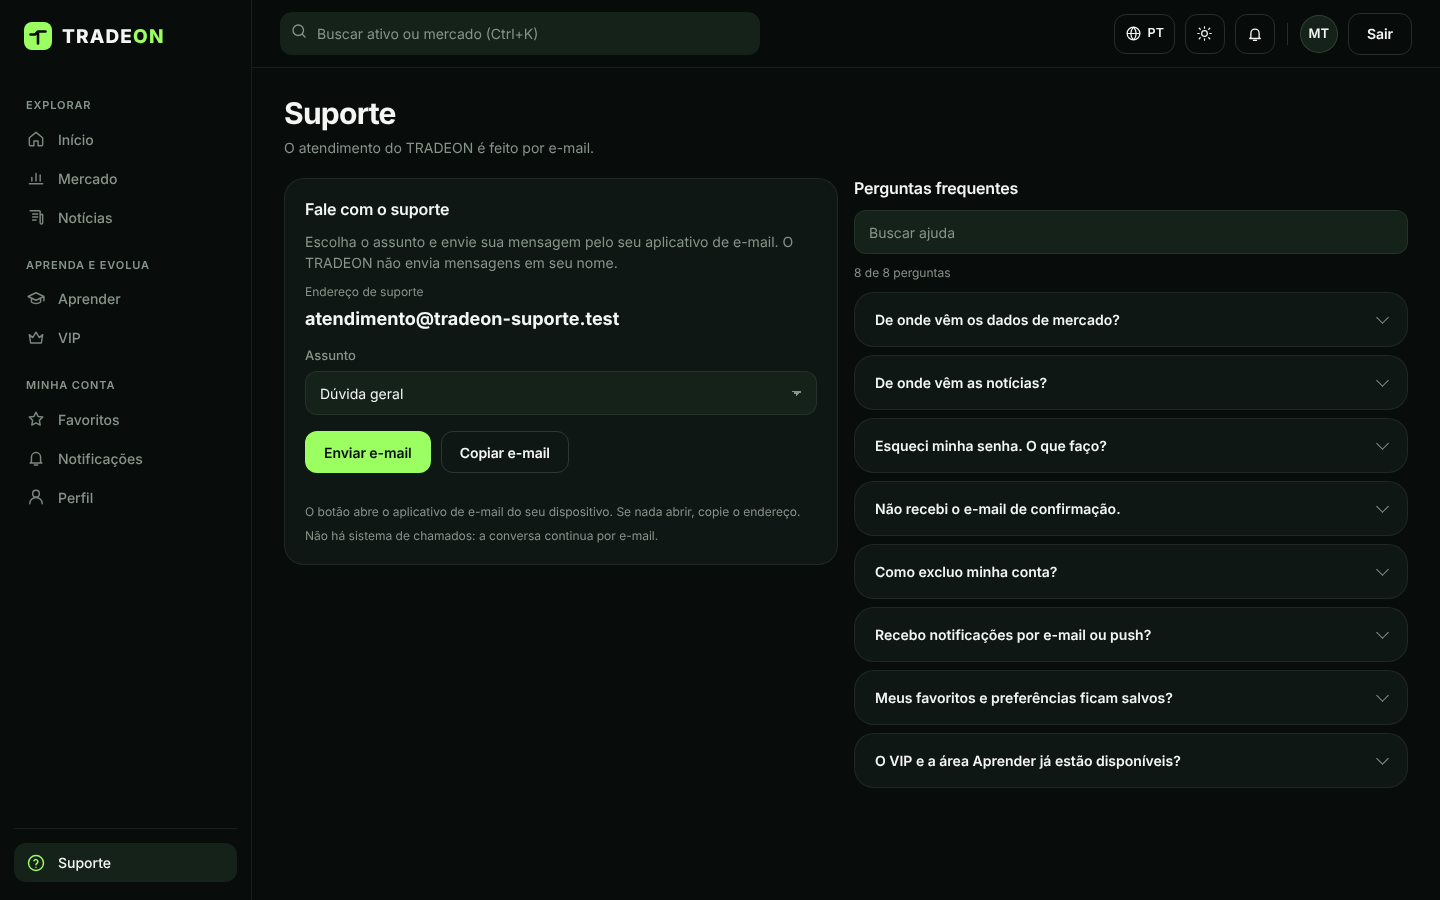 TRADEON
Buscar ativo ou mercado (Ctrl+K)
PT
MT
Sair
EXPLORAR
Início
Mercado
Notícias
APRENDA E EVOLUA
Aprender
VIP
MINHA CONTA
Favoritos
Notificações
Perfil
Suporte
Suporte
O atendimento do TRADEON é feito por e-mail.
Fale com o suporte
Escolha o assunto e envie sua mensagem pelo seu aplicativo de e-mail. O
TRADEON não envia mensagens em seu nome.
Endereço de suporte
atendimento@tradeon-suporte.test
Assunto
Dúvida geral
Enviar e-mail
Copiar e-mail
O botão abre o aplicativo de e-mail do seu dispositivo. Se nada abrir, copie o endereço.
Não há sistema de chamados: a conversa continua por e-mail.
Perguntas frequentes
Buscar ajuda
8 de 8 perguntas
De onde vêm os dados de mercado?
De onde vêm as notícias?
Esqueci minha senha. O que faço?
Não recebi o e-mail de confirmação.
Como excluo minha conta?
Recebo notificações por e-mail ou push?
Meus favoritos e preferências ficam salvos?
O VIP e a área Aprender já estão disponíveis?